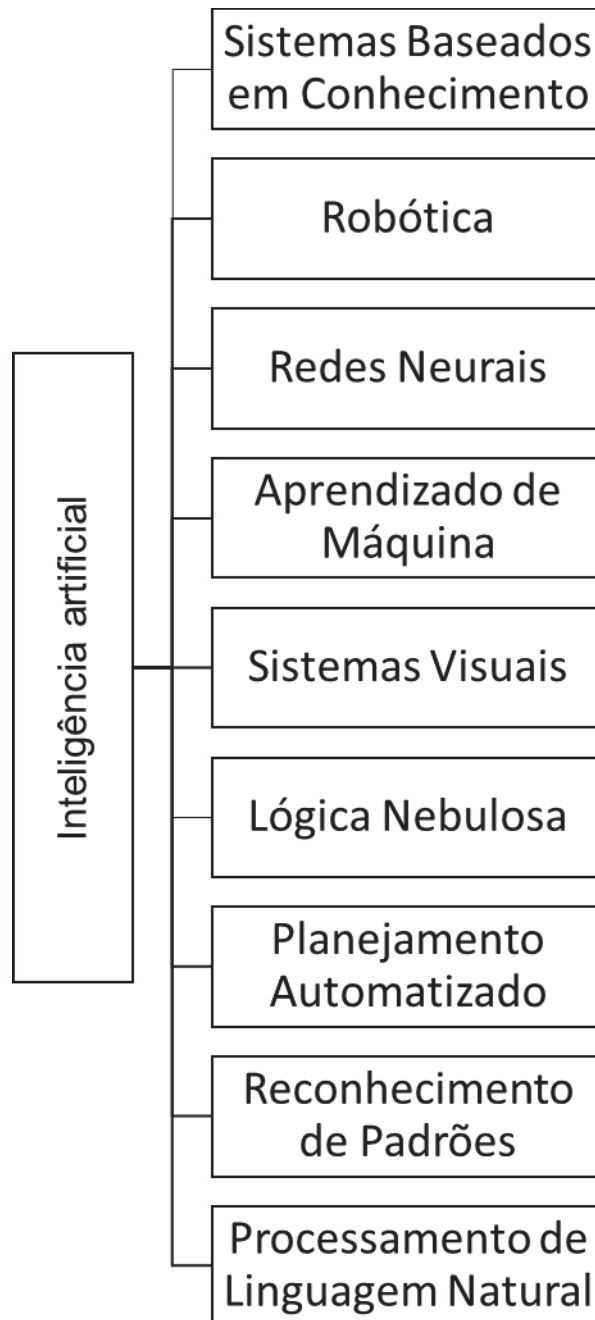 Inteligência artificial
Sistemas Baseados
em Conhecimento
Robótica
Redes Neurais
Aprendizado de
Máquina
Sistemas Visuais
Lógica Nebulosa
Planejamento
Automatizado
Reconhecimento
de Padrões
Processamento de
Linguagem Natural